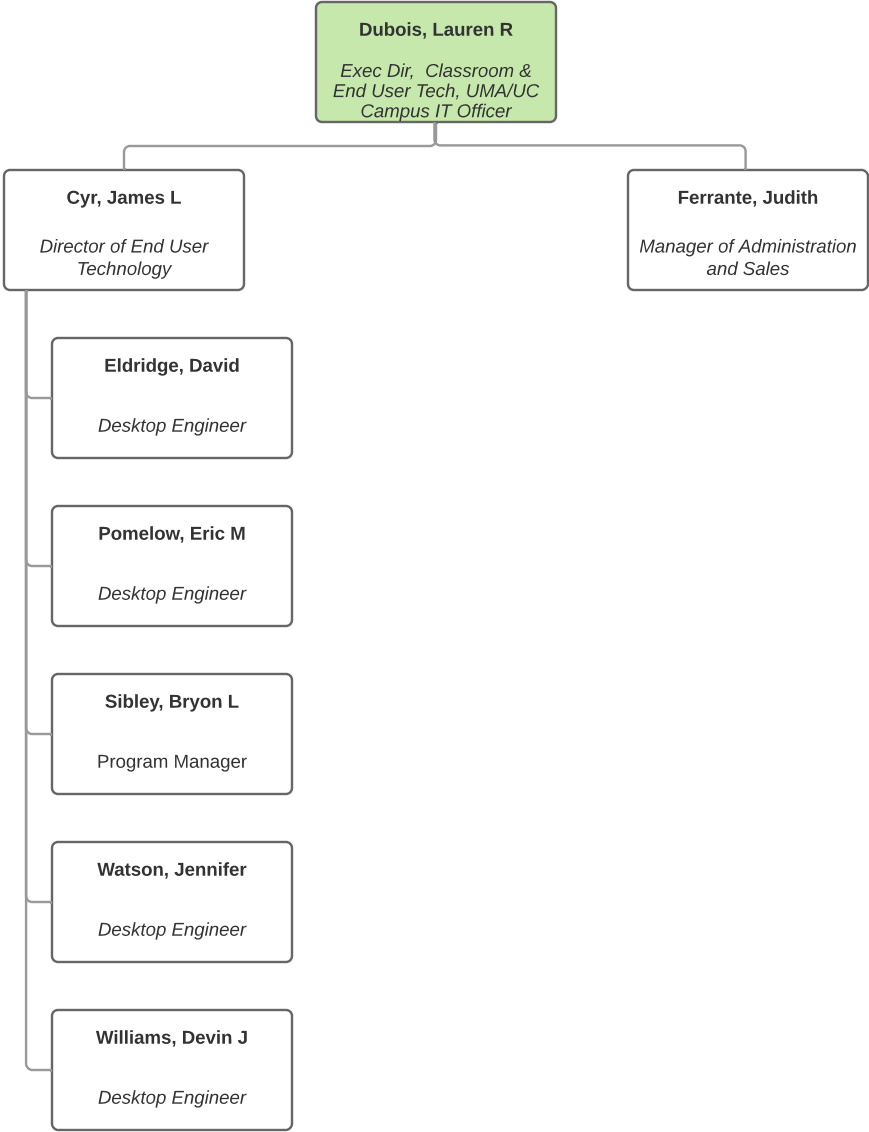 Dubois, Lauren R
Exec Dir,  Classroom &
End User Tech, UMA/UC
Campus IT Officer
Cyr, James L
Director of End User
Technology
Ferrante, Judith
Manager of Administration
and Sales
Eldridge, David
Desktop Engineer
Pomelow, Eric M
Desktop Engineer
Sibley, Bryon L
Program Manager
Watson, Jennifer
Desktop Engineer
Williams, Devin J
Desktop Engineer